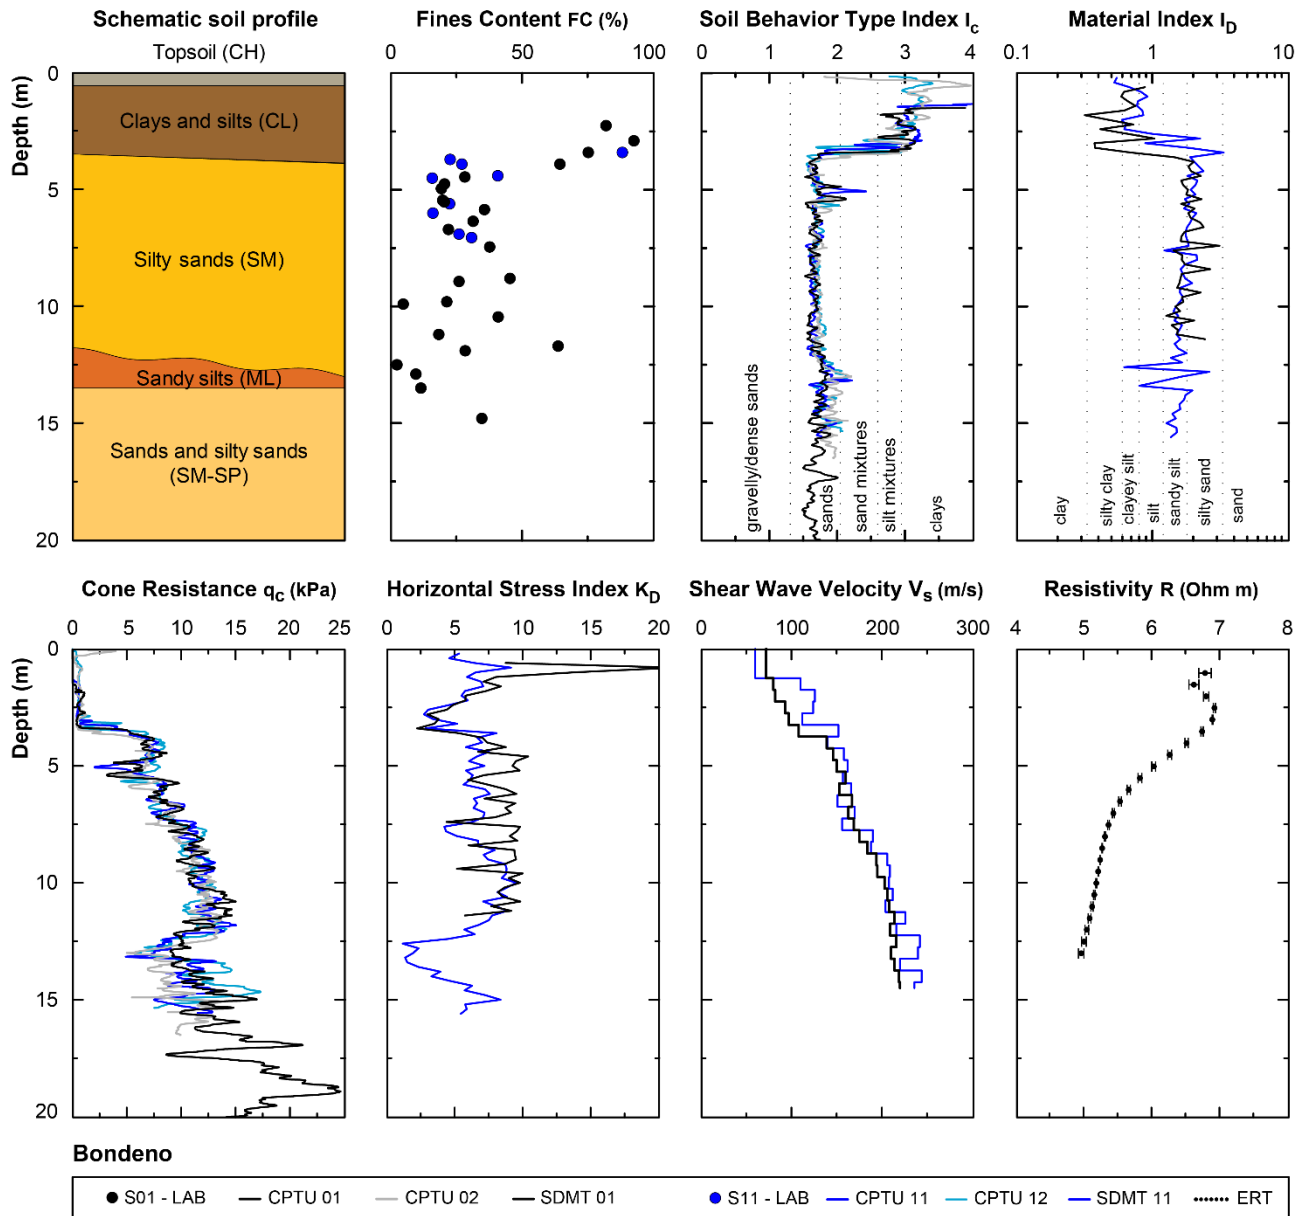 Schematic soil profile
Fines Content FC (%)
Soil Behavior Type Index Ic
Material Index ID
Topsoil (CH)
0 50 100
0 1 2 3 4
0.1 1 10
Depth (m)
0
5
10
15
20
Clays and silts (CL)
Silty sands (SM)
Sandy silts (ML)
Sands and silty sands
(SM-SP)
gravelly/dense sands
sands
sand mixtures
silt mixtures
clays
clay
silty clay
clayey silt
silt
sandy silt
silty sand
sand
Cone Resistance qc (kPa)
Horizontal Stress Index KD
Shear Wave Velocity Vs (m/s)
Resistivity R (Ohm m)
0 5 10 15 20 25
0 5 10 15 20
0 100 200 300
4 5 6 7 8
Depth (m)
0
5
10
15
20
Bondeno
S01 - LAB CPTU 01 CPTU 02 SDMT 01 S11 - LAB CPTU 11 CPTU 12 SDMT 11 ERT